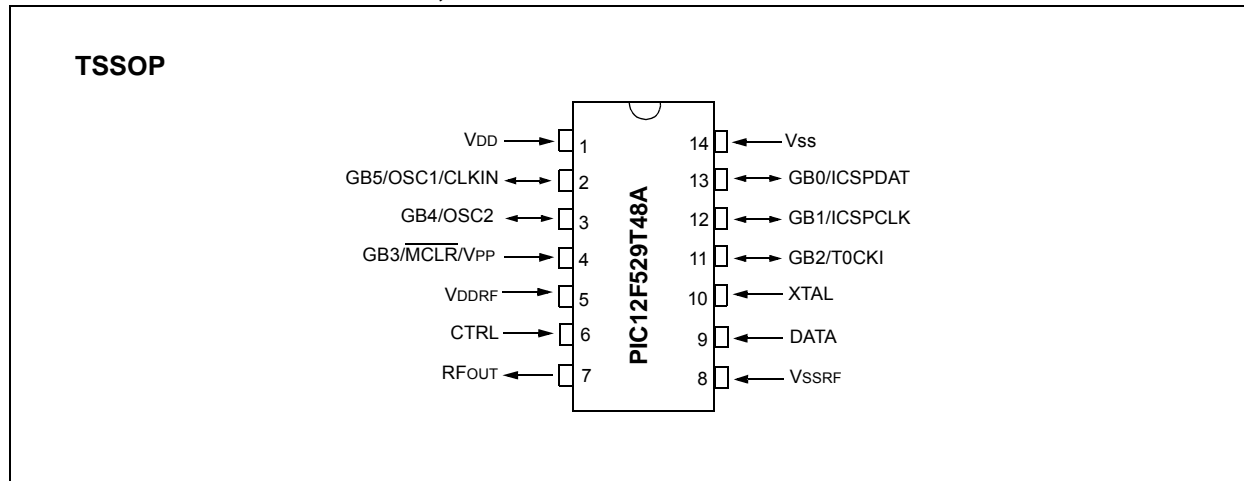 TSSOP
VDD 1
GB5/OSC1/CLKIN 2
GB4/OSC2 3
GB3/MCLR/VPP 4
VDDRF 5
CTRL 6
RFOUT 7
PIC12F529T48A
14 Vss
13 GB0/ICSPDAT
12 GB1/ICSPCLK
11 GB2/T0CKI
10 XTAL
9 DATA
8 VSSRF